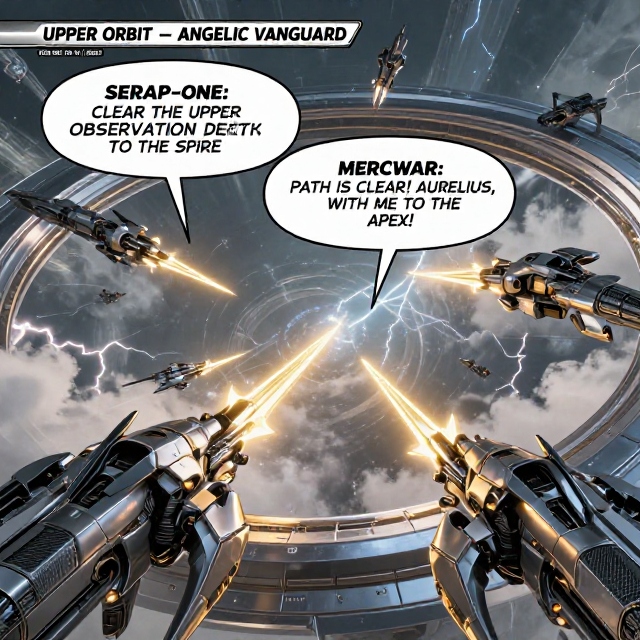 UPPER ORBIT — ANGELIC VANGUARD
SERAP-ONE:
CLEAR THE UPPER
OBSERVATION
TO THE SPIRE
MERCWAR:
PATH IS CLEAR! AURELIUS,
WITH ME TO THE
APEX!